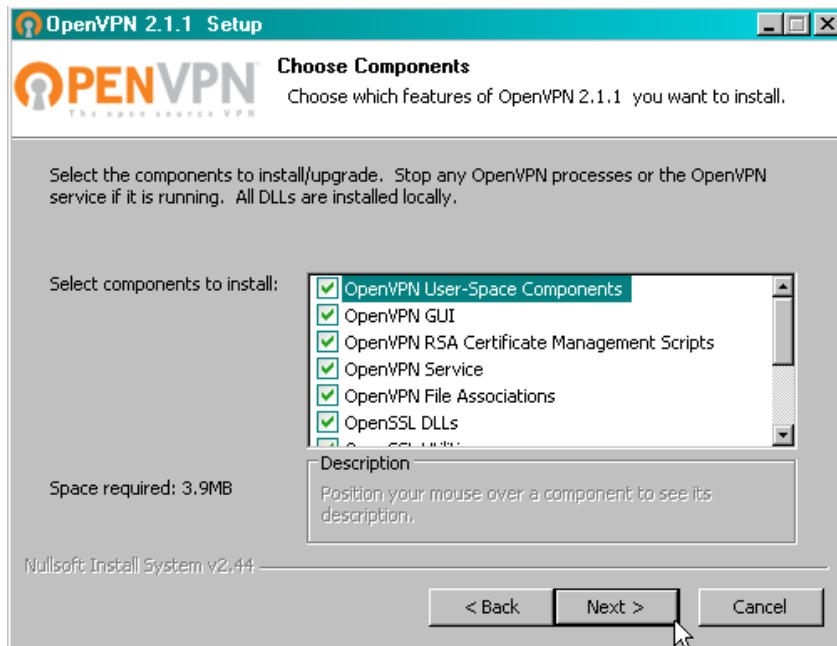 OpenVPN 2.1.1 Setup
OPENVPN
The open source VPN
Choose Components
Choose which features of OpenVPN 2.1.1 you want to install.
Select the components to install/upgrade. Stop any OpenVPN processes or the OpenVPN
service if it is running. All DLLs are installed locally.
Select components to install:
OpenVPN User-Space Components
OpenVPN GUI
OpenVPN RSA Certificate Management Scripts
OpenVPN Service
OpenVPN File Associations
OpenSSL DLLs
Space required: 3.9MB
Description
Position your mouse over a component to see its
description.
Nullsoft Install System v2.44
< Back
Next >
Cancel